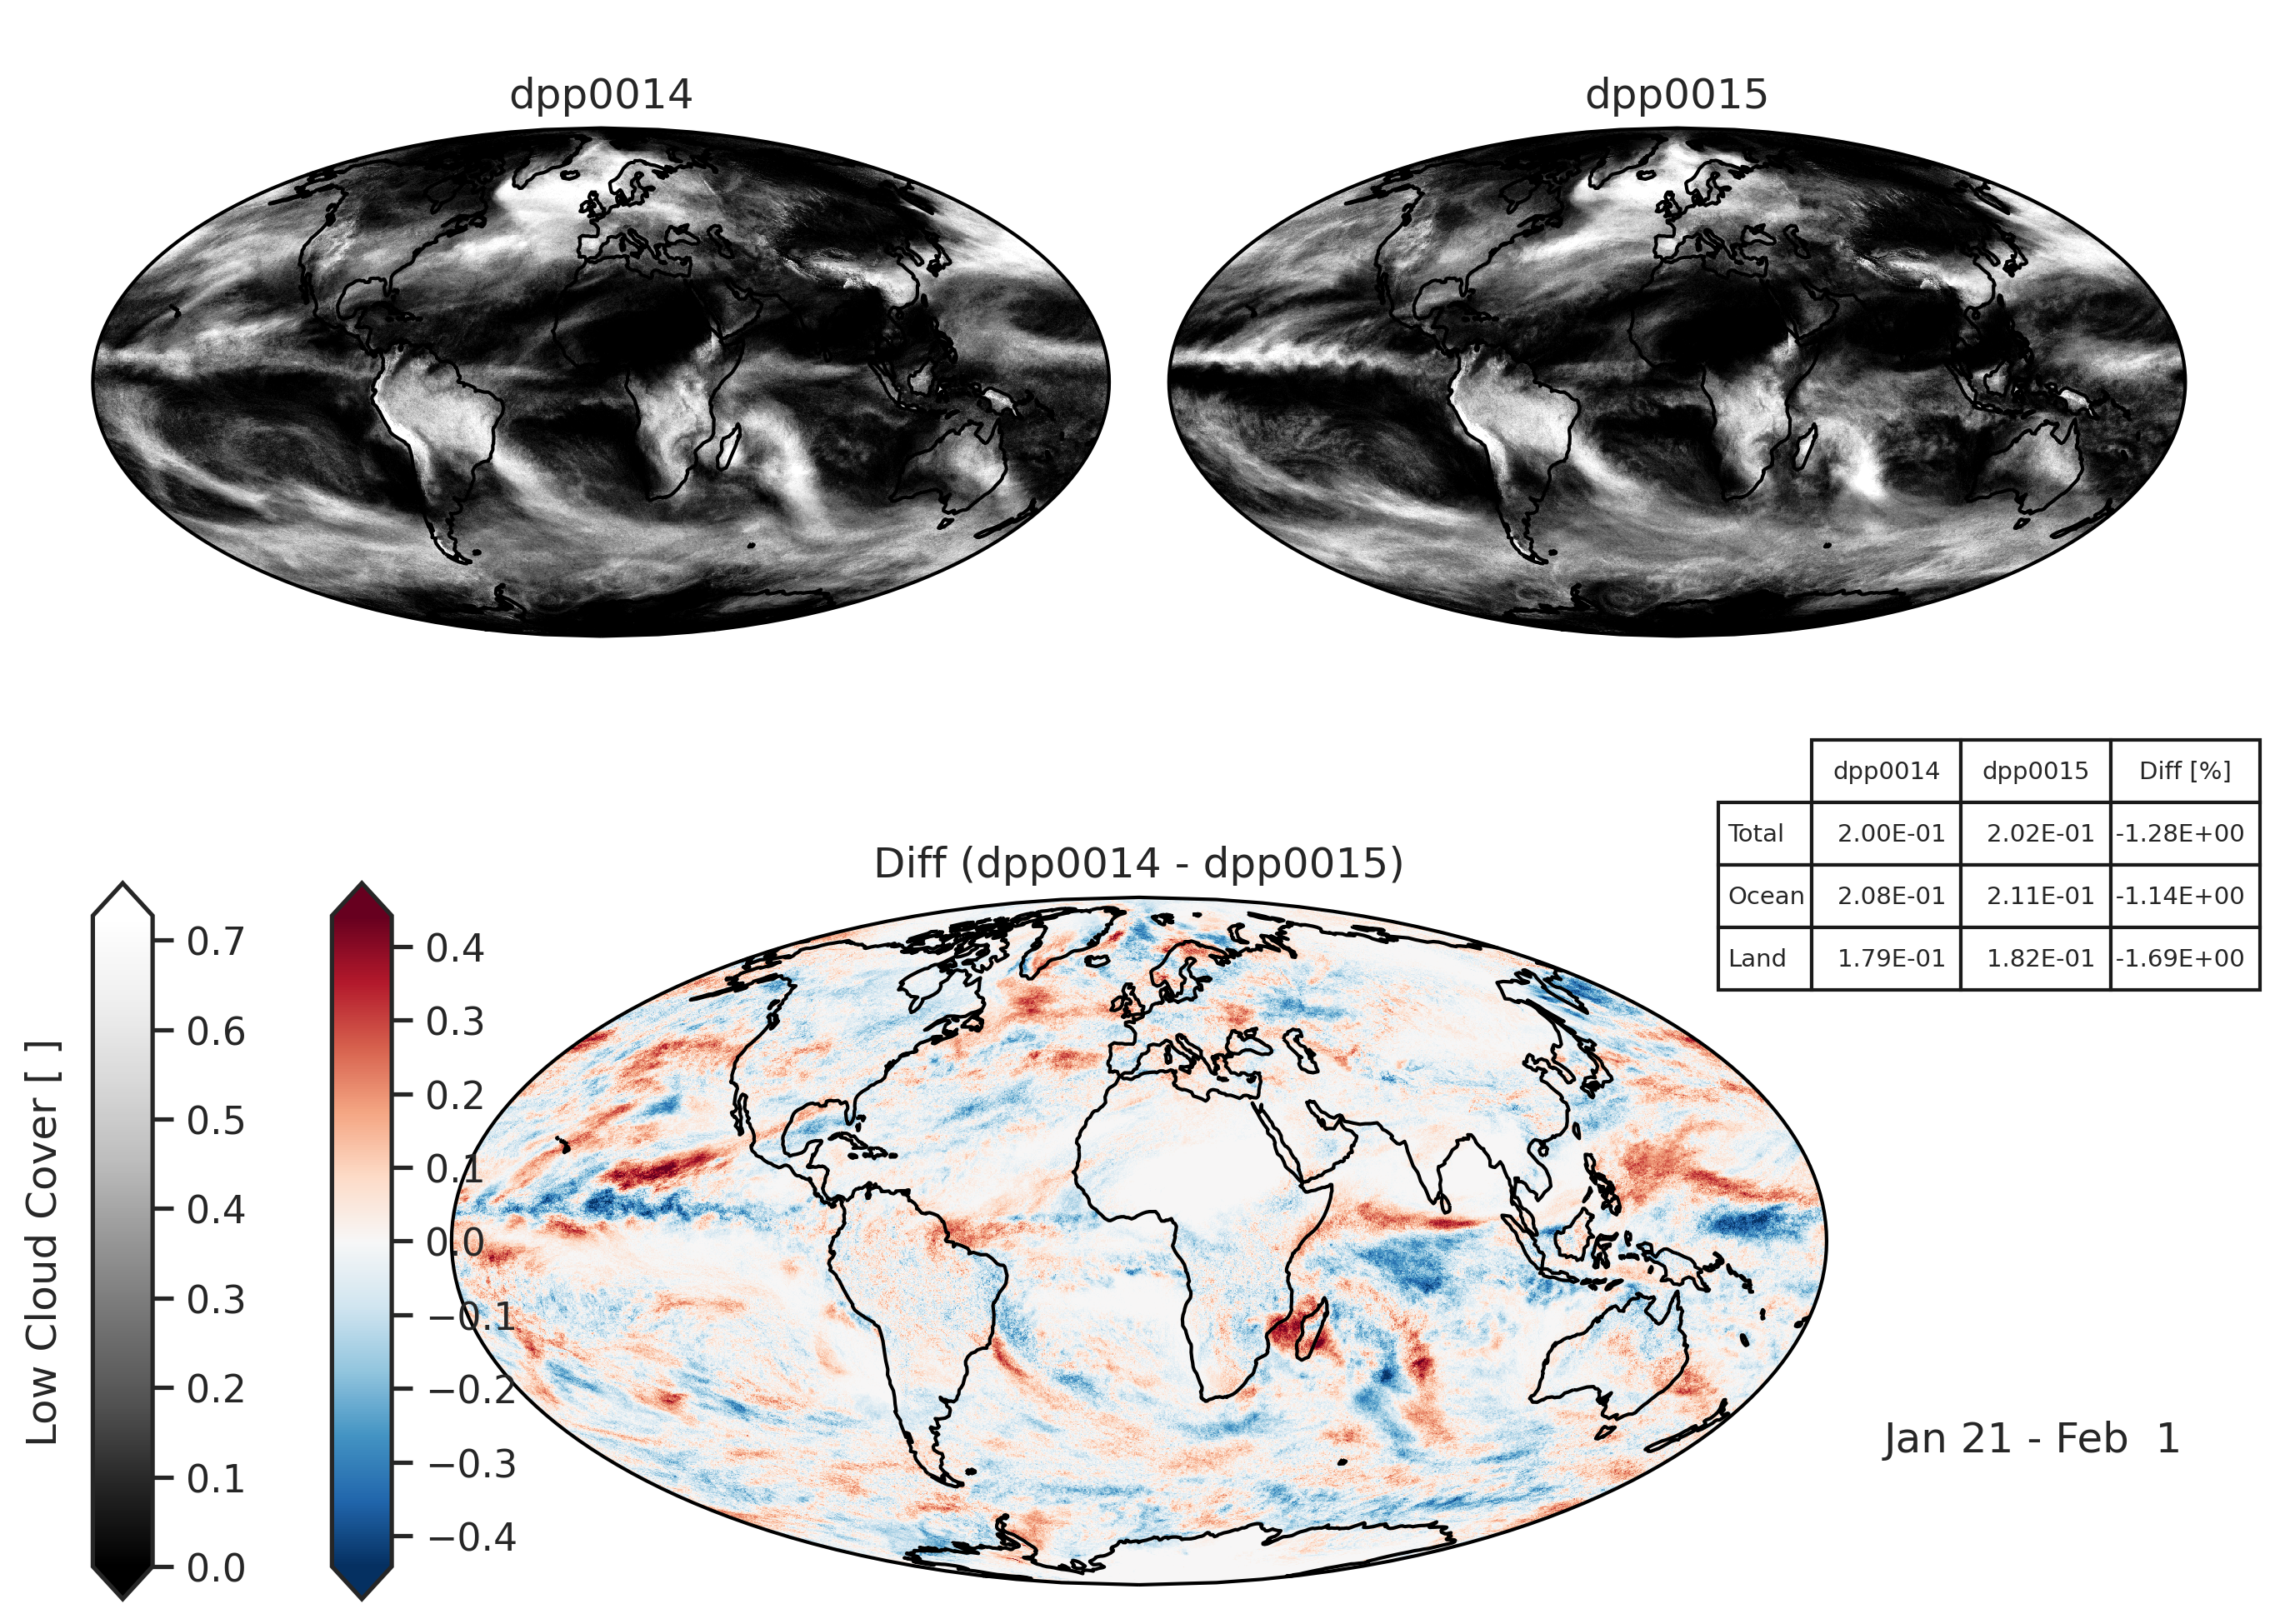 dpp0014
dpp0015
dpp0014 dpp0015 Diff [%]
Total 2.00E-01 2.02E-01 -1.28E+00
Ocean 2.08E-01 2.11E-01 -1.14E+00
Land 1.79E-01 1.82E-01 -1.69E+00
Diff (dpp0014 - dpp0015)
Low Cloud Cover [ ]
0.7
0.6
0.5
0.4
0.3
0.2
0.1
0.0
0.4
0.3
0.2
0.1
0.0
−0.1
−0.2
−0.3
−0.4
Jan 21 - Feb  1